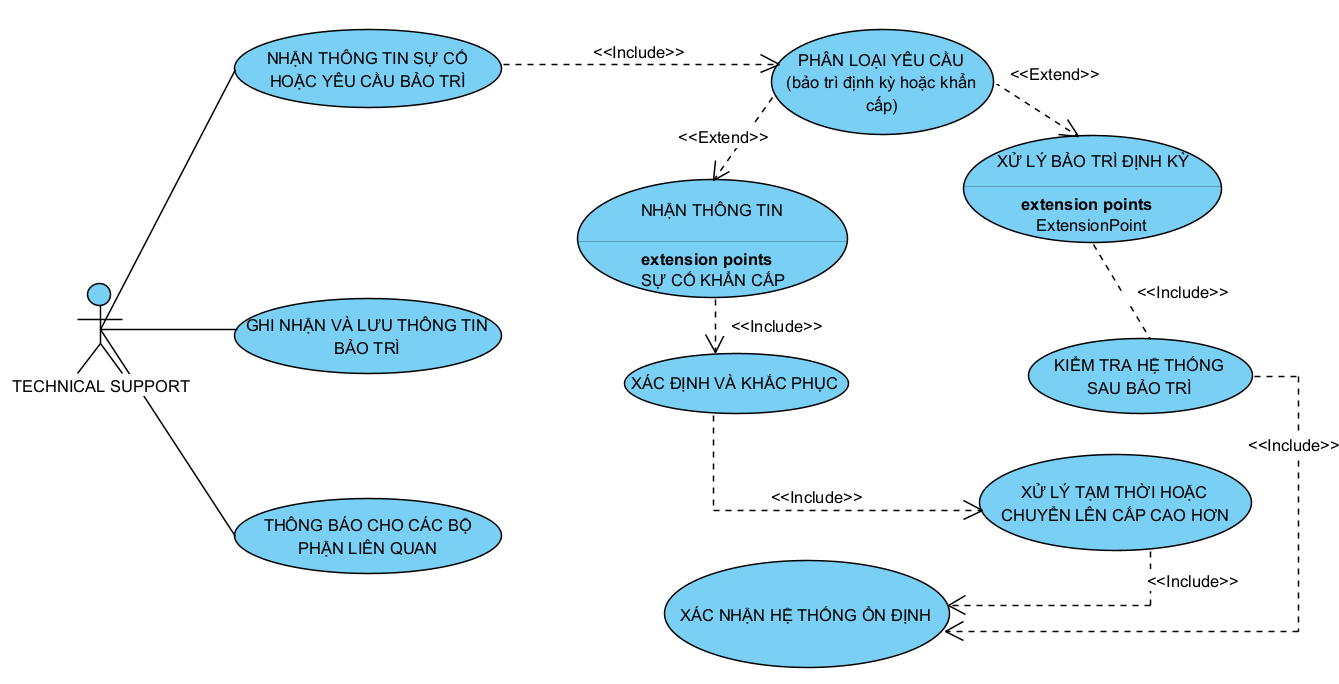 NHẬN THÔNG TIN SỰ CỐ
HOẶC YÊU CẦU BẢO TRÌ
<<Include>>
PHÂN LOẠI YÊU CẦU
(bảo trì định kỳ hoặc khẩn
cấp)
<<Extend>>
<<Extend>>
XỬ LÝ BẢO TRÌ ĐỊNH KỲ
extension points
ExtensionPoint
NHẬN THÔNG TIN
extension points
SỰ CỐ KHẨN CẤP
<<Include>>
<<Include>>
GHI NHẬN VÀ LƯU THÔNG TIN
BẢO TRÌ
TECHNICAL SUPPORT
XÁC ĐỊNH VÀ KHẮC PHỤC
KIỂM TRA HỆ THỐNG
SAU BẢO TRÌ
<<Include>>
<<Include>>
XỬ LÝ TẠM THỜI HOẶC
CHUYỂN LÊN CẤP CAO HƠN
THÔNG BÁO CHO CÁC BỘ
PHẬN LIÊN QUAN
<<Include>>
XÁC NHẬN HỆ THỐNG ỔN ĐỊNH